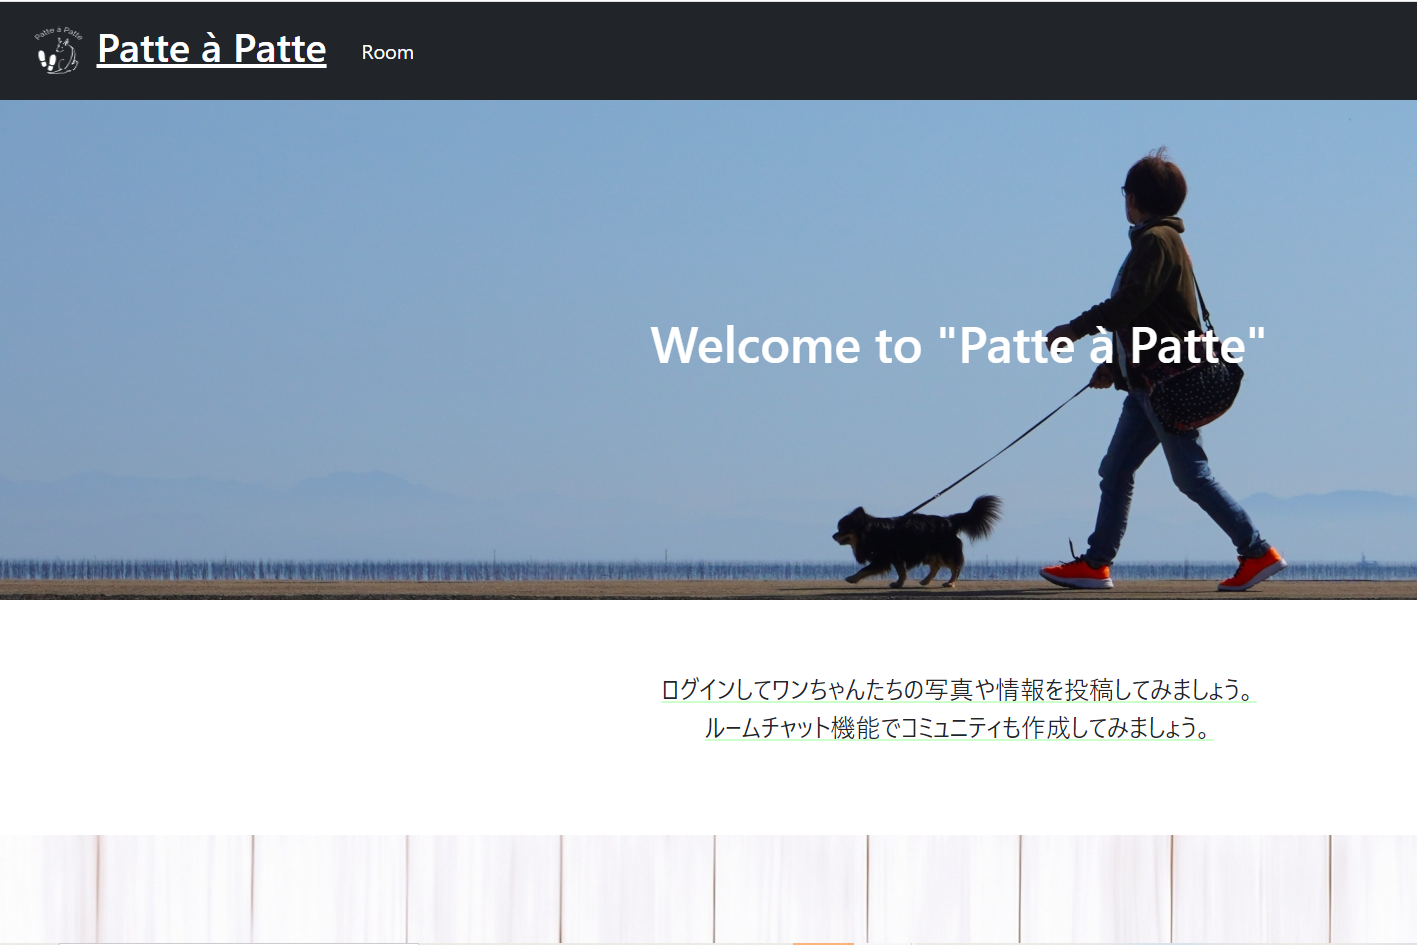 Patte à Patte
Patte à Patte
Room
Welcome to "Patte à Patte"
ログインしてワンちゃんたちの写真や情報を投稿してみましょう。
ルームチャット機能でコミュニティも作成してみましょう。